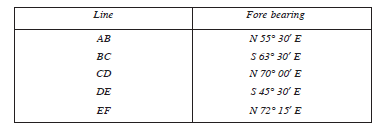 Line Fore bearing
AB N 55° 30′ E
BC S 63° 30′ E
CD N 70° 00′ E
DE S 45° 30′ E
EF N 72° 15′ E